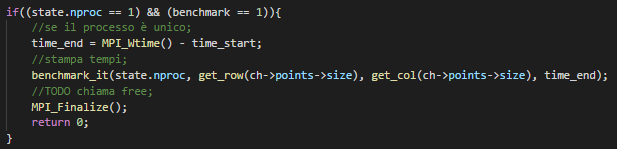 if((state.nproc == 1) && (benchmark == 1)){
//se il processo è unico;
time_end = MPI_Wtime() - time_start;
//stampa tempi;
benchmark_it(state.nproc, get_row(ch->points->size), get_col(ch->points->size), time_end);
//TODO chiama free;
MPI_Finalize();
return 0;
}